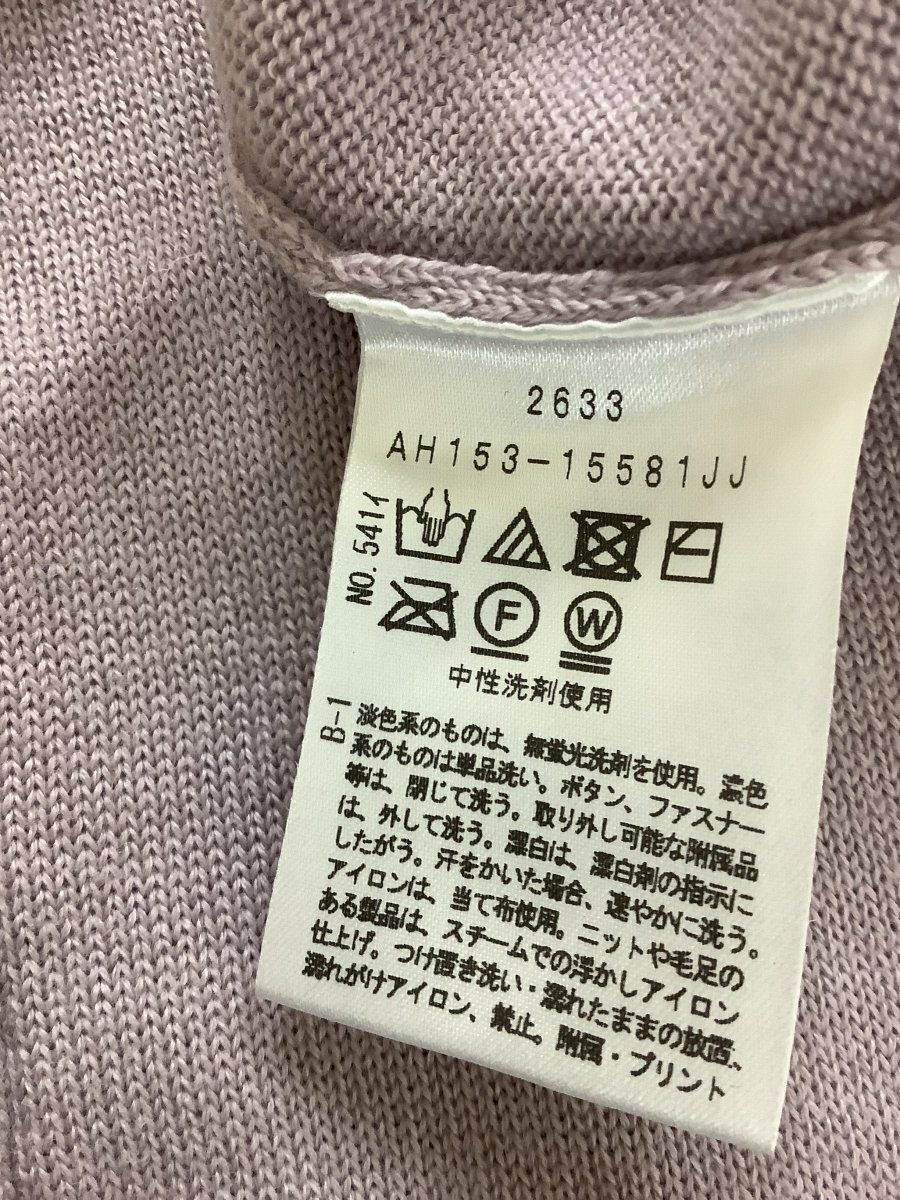 2633
AH153-15581JJ
NO. 541イ
F
W
中性洗剤使用
B-1
淡色系のものは、無蛍光洗剤を使用。濃色
系のものは単品洗い。ボタン、ファスナー
等は、閉じて洗う。取り外し可能な附属品
は、外して洗う。漂白は、漂白剤の指示に
したがう。汗をかいた場合、速やかに洗う。
アイロンは、当て布使用。ニットや毛足の
ある製品は、スチームでの浮かしアイロン
仕上げ。つけ置き洗い・濡れたままの放置、
濡れがけアイロン、禁止。附属・プリント